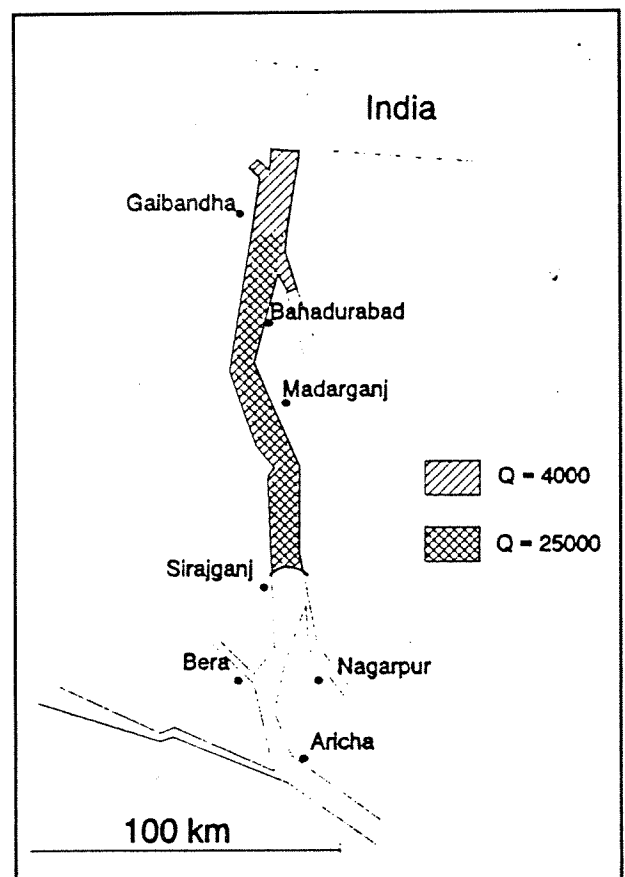 India
Gaibandha
Bahadurabad
Madarganj
Q = 4000
Q = 25000
Sirajganj
Bera
Nagarpur
Aricha
100 km